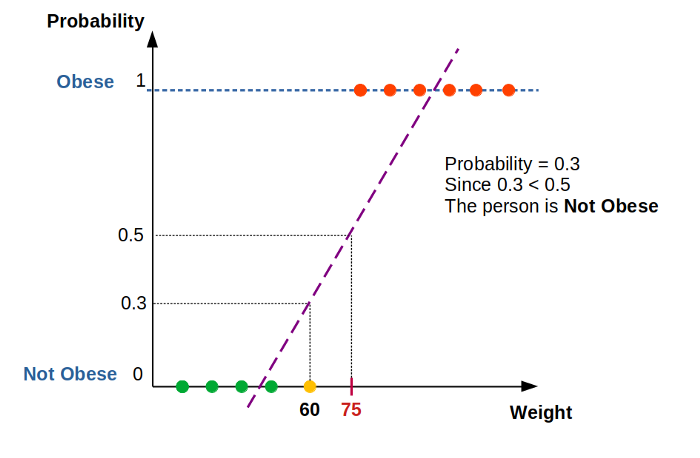 Probability
Obese 1
Probability = 0.3
Since 0.3 < 0.5
The person is Not Obese
0.5
0.3
Not Obese 0
60 75
Weight